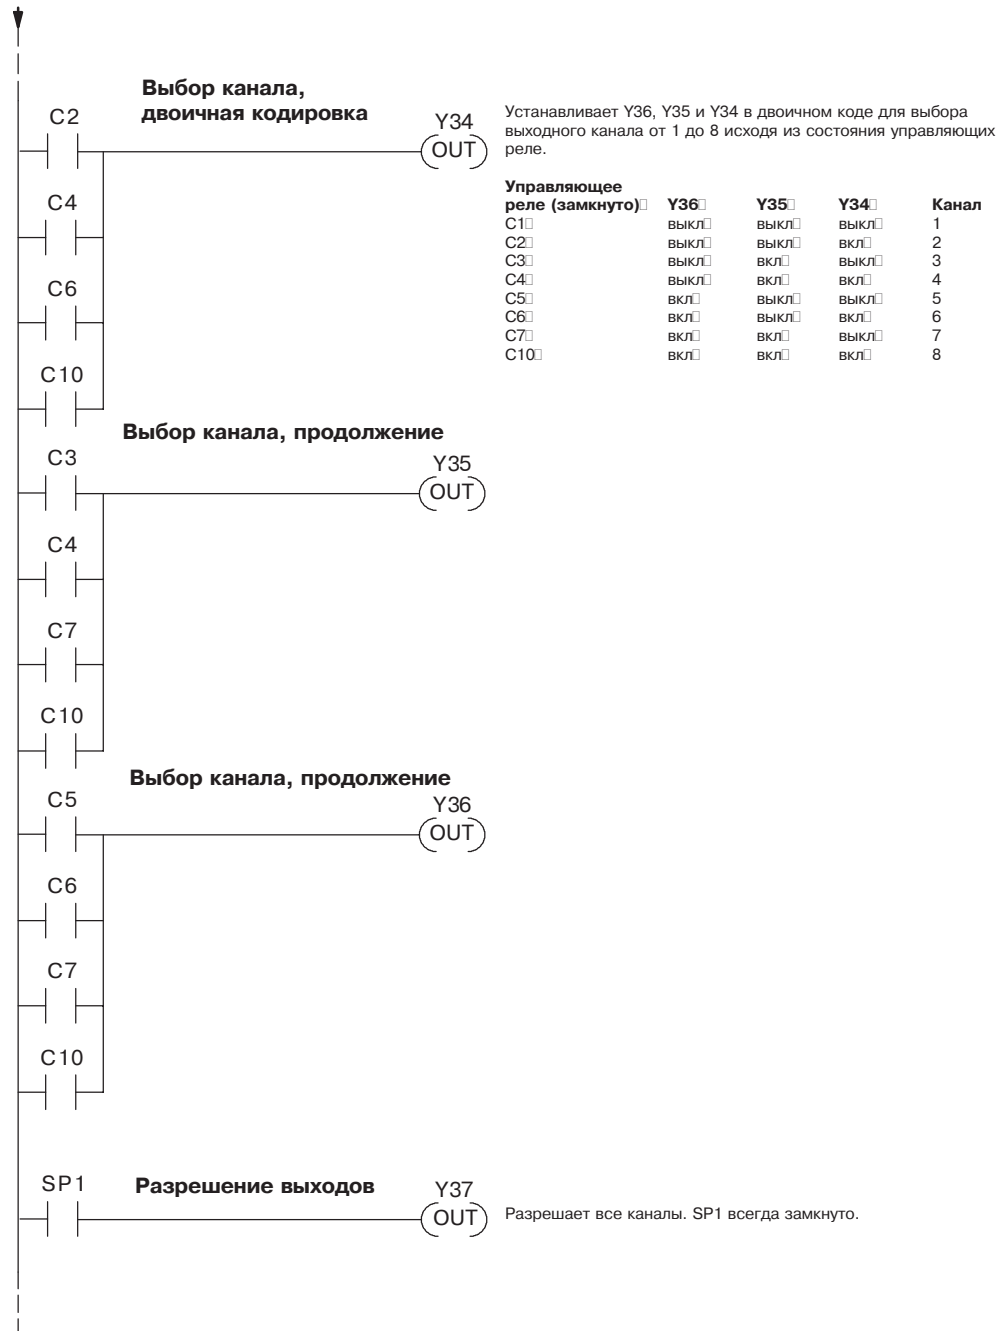 Выбор канала,
двоичная кодировка
C2
Y34
OUT
Устанавливает Y36, Y35 и Y34 в двоичном коде для выбора
выходного канала от 1 до 8 исходя из состояния управляющих
реле.
Управляющее
реле (замкнуто) Y36 Y35 Y34 Канал
C1 выкл выкл выкл 1
C2 выкл выкл вкл 2
C3 выкл вкл выкл 3
C4 выкл вкл вкл 4
C5 вкл выкл выкл 5
C6 вкл выкл вкл 6
C7 вкл вкл выкл 7
C10 вкл вкл вкл 8
C4
C6
C10
Выбор канала, продолжение
C3
Y35
OUT
C4
C7
C10
Выбор канала, продолжение
C5
Y36
OUT
C6
C7
C10
SP1
Разрешение выходов
Y37
OUT
Разрешает все каналы. SP1 всегда замкнуто.